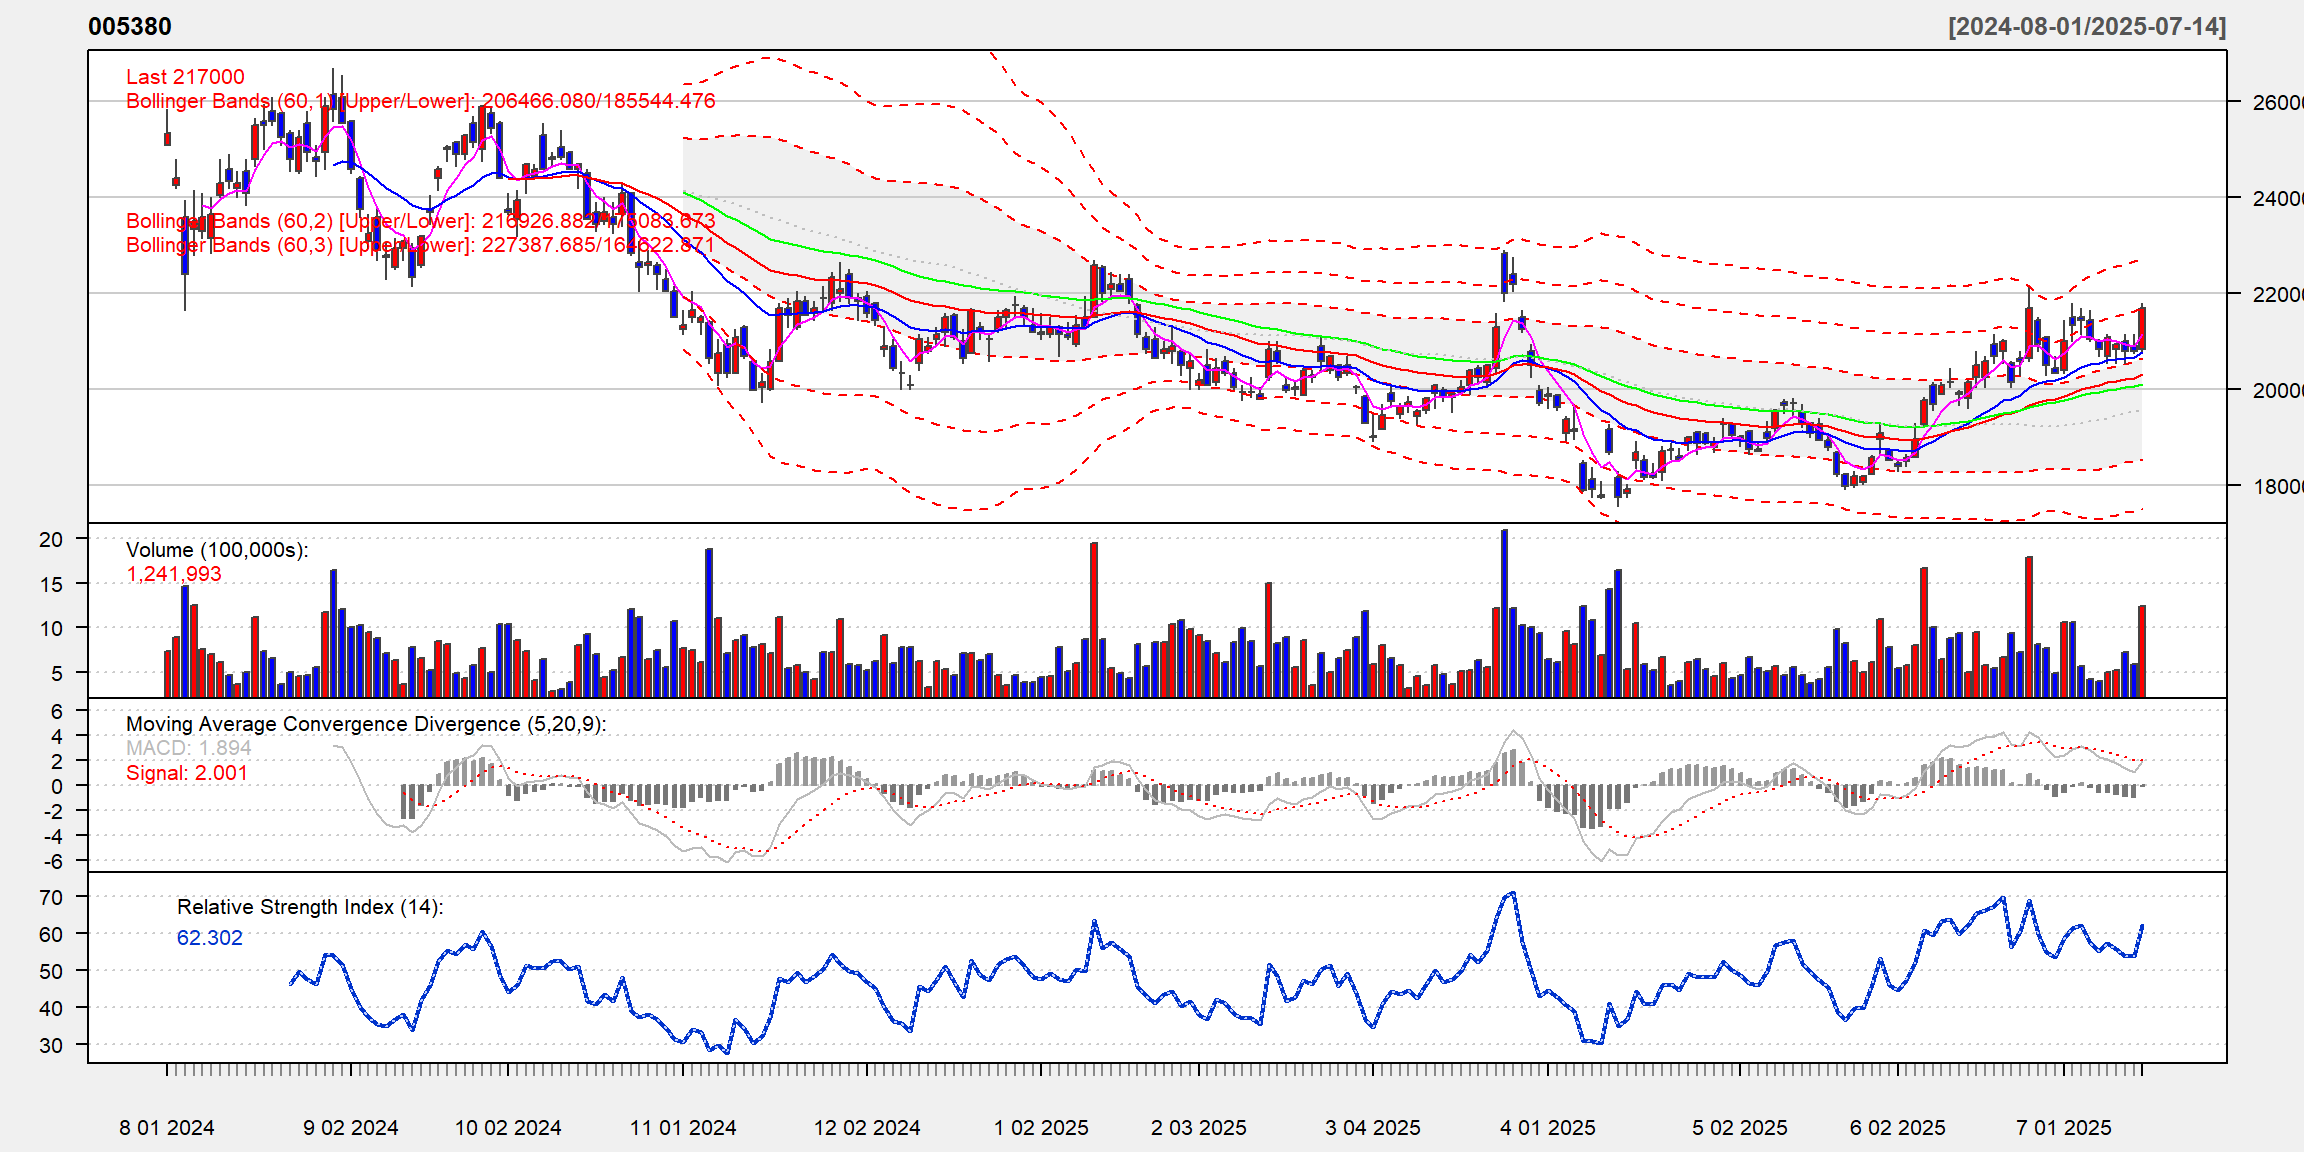 005380
[2024-08-01/2025-07-14]
Last 217000
Bollinger Bands (60,1) [Upper/Lower]: 206466.080/185544.476
Bollinger Bands (60,2) [Upper/Lower]: 216926.882/175083.673
Bollinger Bands (60,3) [Upper/Lower]: 227387.685/164622.871
26000
24000
22000
20000
18000
Volume (100,000s):
1,241,993
20
15
10
5
Moving Average Convergence Divergence (5,20,9):
MACD: 1.894
Signal: 2.001
6
4
2
0
-2
-4
-6
Relative Strength Index (14):
62.302
70
60
50
40
30
8 01 2024
9 02 2024
10 02 2024
11 01 2024
12 02 2024
1 02 2025
2 03 2025
3 04 2025
4 01 2025
5 02 2025
6 02 2025
7 01 2025